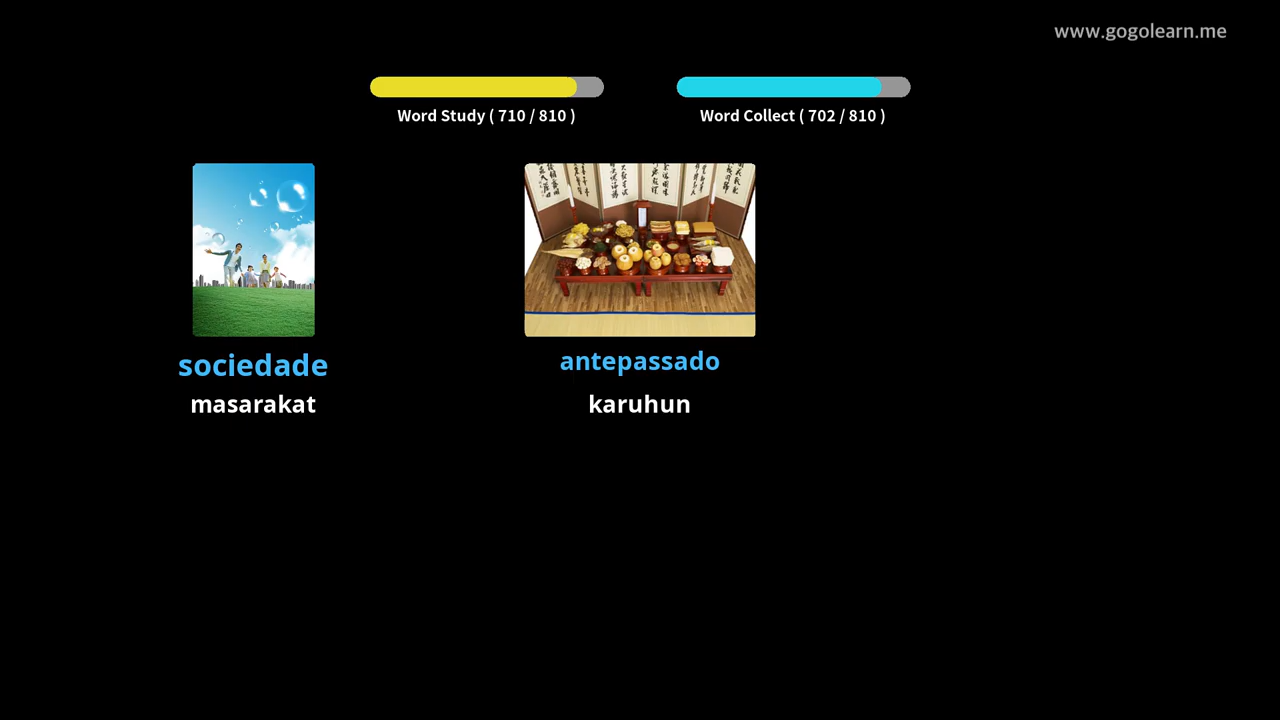 www.gogolearn.me
Word Study ( 710 / 810 )
Word Collect ( 702 / 810 )
sociedade
masarakat
antepassado
karuhun